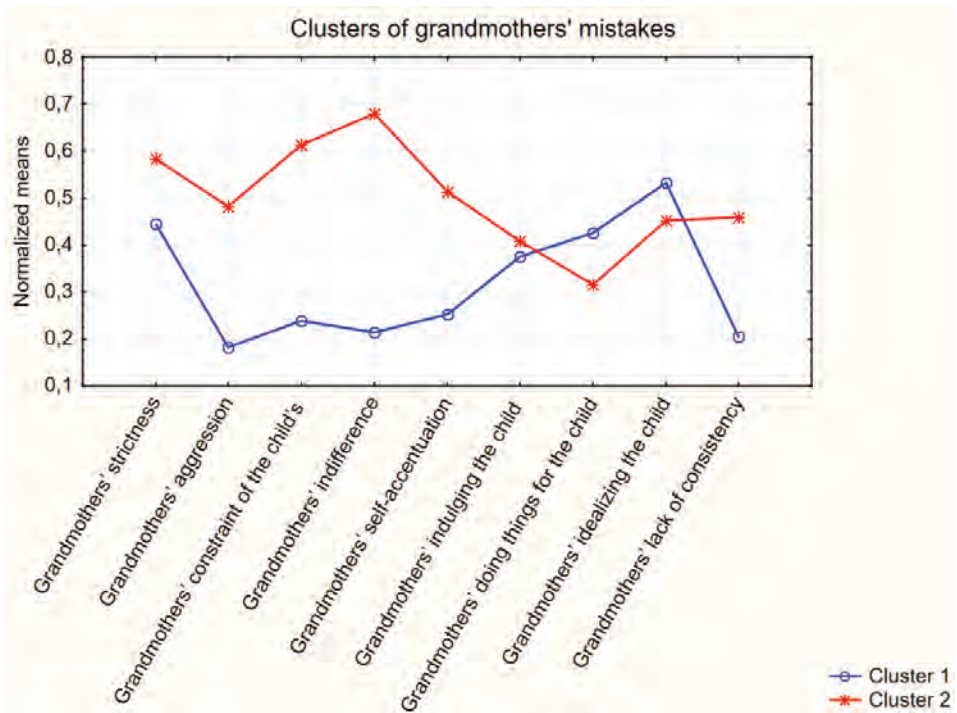 Clusters of grandmothers' mistakes
Normalized means
0,8
0,7
0,6
0,5
0,4
0,3
0,2
0,1
Grandmothers' strictness
Grandmothers' aggression
Grandmothers' constraint of the child's
Grandmothers' indifference
Grandmothers' self-accentuation
Grandmothers' indulging the child
Grandmothers' doing things for the child
Grandmothers' idealizing the child
Grandmothers' lack of consistency
Cluster 1
Cluster 2